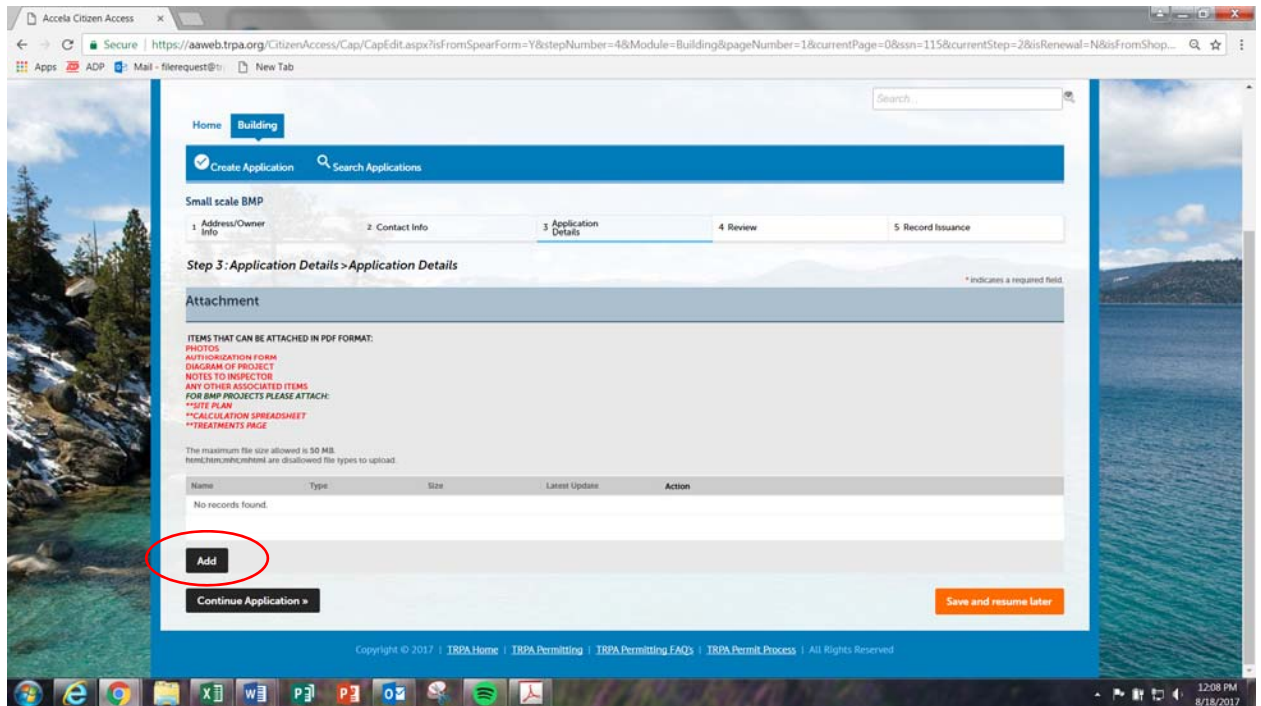 Accela Citizen Access ×
Secure https://aaweb.trpa.org/CitizenAccess/Cap/CapEdit.aspx?isFromSpearForm=Y&stepNumber=4&Module=Building&pageNumber=1&currentPage=0&ssn=115&currentStep=2&isRenewal=N&isFromShop...
Apps ADP Mail - filerequest@tr New Tab
Search...
Home Building
Create Application Search Applications
Small scale BMP
1 Address/Owner Info 2 Contact Info 3 Application Details 4 Review 5 Record Issuance
Step 3: Application Details > Application Details
* indicates a required field.
Attachment
ITEMS THAT CAN BE ATTACHED IN PDF FORMAT:
PHOTOS
AUTHORIZATION FORM
DIAGRAM OF PROJECT
NOTES TO INSPECTOR
ANY OTHER ASSOCIATED ITEMS
FOR BMP PROJECTS PLEASE ATTACH:
**SITE PLAN
**CALCULATION SPREADSHEET
**TREATMENTS PAGE
The maximum file size allowed is 50 MB.
html;htm;mht;mhtml are disallowed file types to upload.
Name Type Size Latest Update Action
No records found.
Add
Continue Application »
Save and resume later
Copyright © 2017 | TRPA Home | TRPA Permitting | TRPA Permitting FAQ's | TRPA Permit Process | All Rights Reserved
12:08 PM
8/18/2017